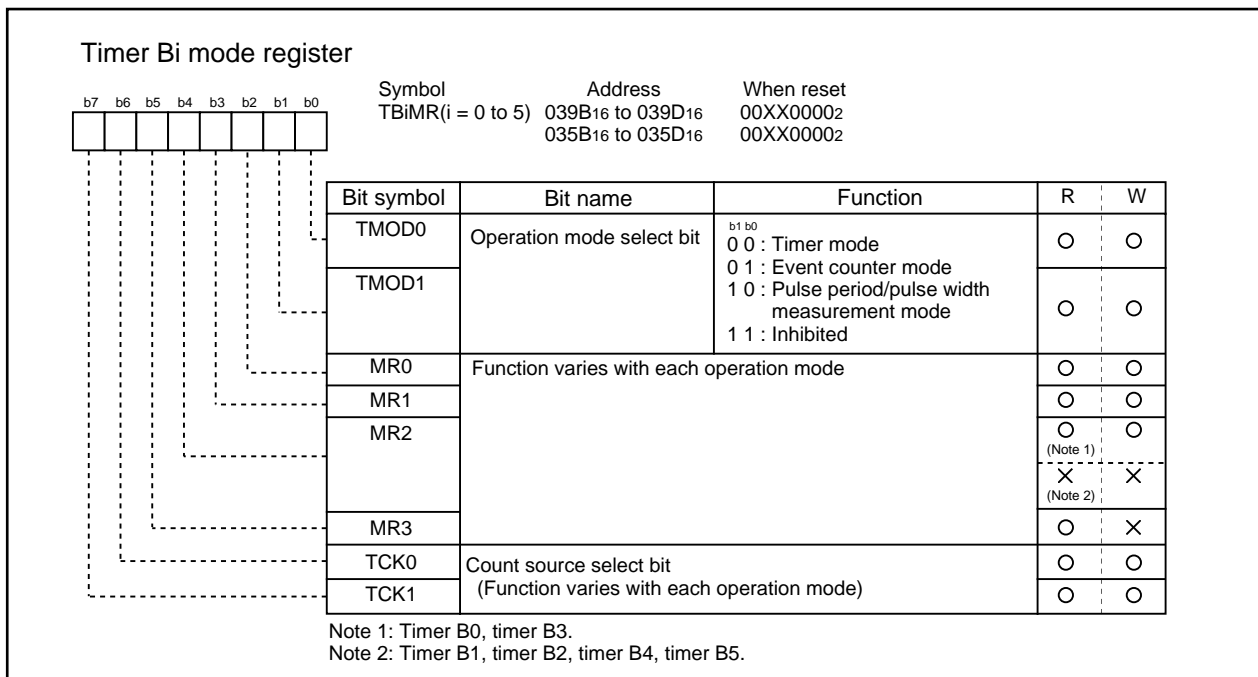 Timer Bi mode register
Symbol Address When reset
TBiMR(i = 0 to 5) 039B16 to 039D16 00XX00002
035B16 to 035D16 00XX00002
b7 b6 b5 b4 b3 b2 b1 b0
Bit symbol Bit name Function R W
TMOD0 Operation mode select bit b1 b0
0 0 : Timer mode
0 1 : Event counter mode
TMOD1 1 0 : Pulse period/pulse width
measurement mode
1 1 : Inhibited
MR0 Function varies with each operation mode
MR1
MR2
(Note 1)
(Note 2)
MR3
TCK0 Count source select bit
TCK1 (Function varies with each operation mode)
Note 1: Timer B0, timer B3.
Note 2: Timer B1, timer B2, timer B4, timer B5.